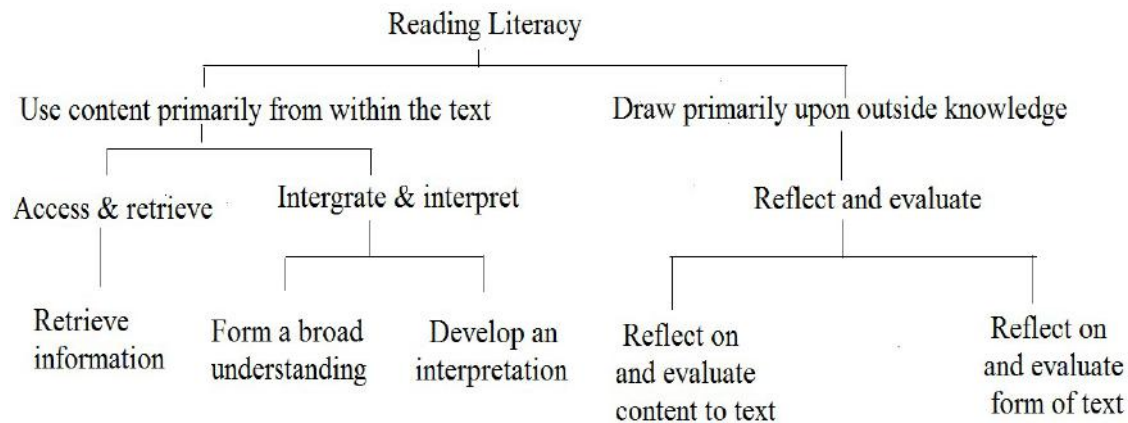 Reading Literacy
Use content primarily from within the text
Draw primarily upon outside knowledge
Access & retrieve
Intergrate & interpret
Reflect and evaluate
Retrieve
information
Form a broad
understanding
Develop an
interpretation
Reflect on
and evaluate
content to text
Reflect on
and evaluate
form of text